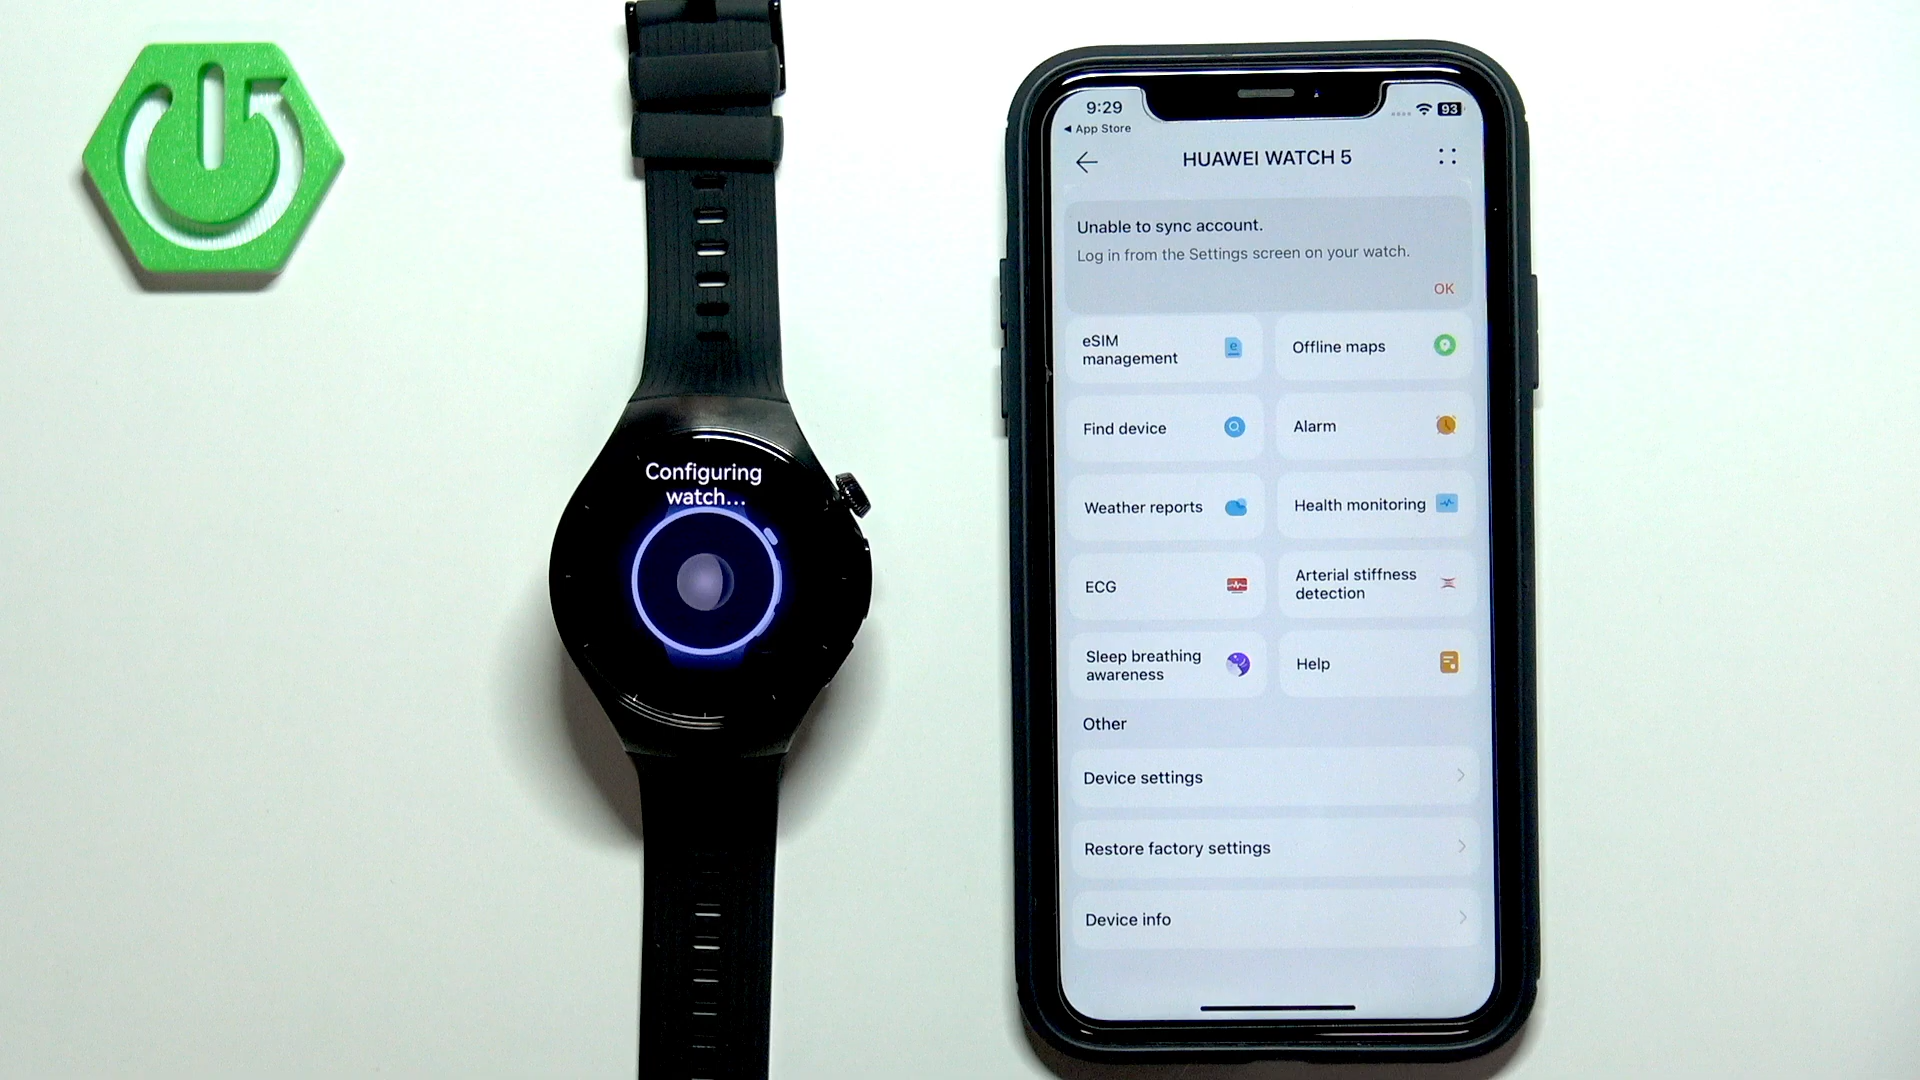 Configuring
watch...
9:29
93
◀ App Store
HUAWEI WATCH 5
Unable to sync account.
Log in from the Settings screen on your watch.
OK
eSIM
management
Offline maps
Find device
Alarm
Weather reports
Health monitoring
ECG
Arterial stiffness
detection
Sleep breathing
awareness
Help
Other
Device settings
Restore factory settings
Device info